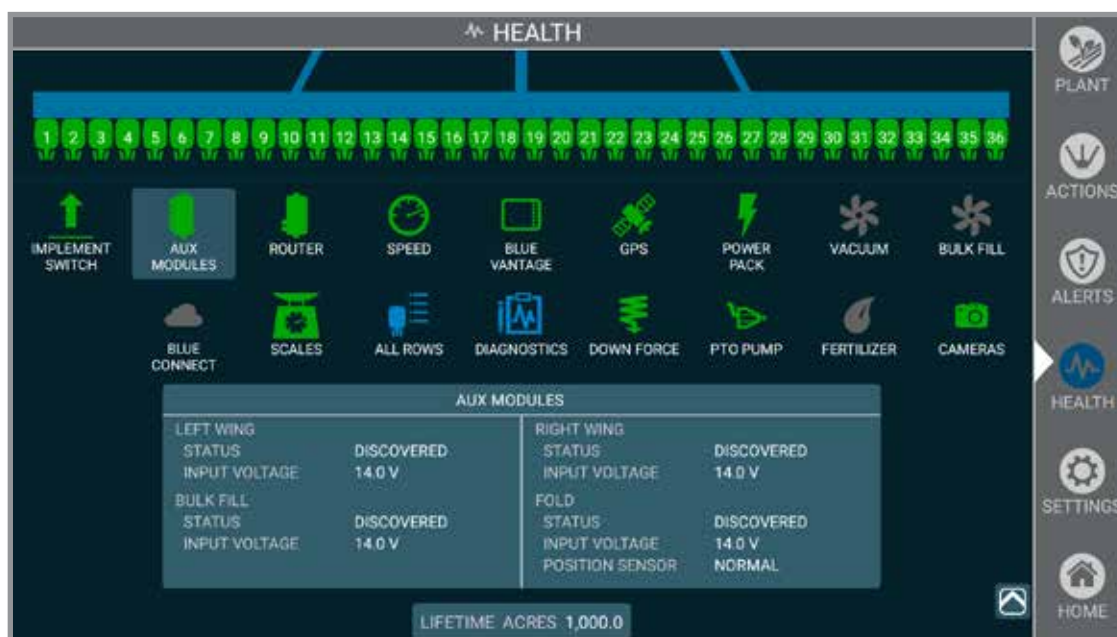 HEALTH
1 2 3 4 5 6 7 8 9 10 11 12 13 14 15 16 17 18 19 20 21 22 23 24 25 26 27 28 29 30 31 32 33 34 35 36
IMPLEMENT SWITCH
AUX MODULES
ROUTER
SPEED
BLUE VANTAGE
GPS
POWER PACK
VACUUM
BULK FILL
BLUE CONNECT
SCALES
ALL ROWS
DIAGNOSTICS
DOWN FORCE
PTO PUMP
FERTILIZER
CAMERAS
AUX MODULES
LEFT WING
STATUS DISCOVERED
INPUT VOLTAGE 14.0 V
BULK FILL
STATUS DISCOVERED
INPUT VOLTAGE 14.0 V
RIGHT WING
STATUS DISCOVERED
INPUT VOLTAGE 14.0 V
FOLD
STATUS DISCOVERED
INPUT VOLTAGE 14.0 V
POSITION SENSOR NORMAL
LIFETIME ACRES 1,000.0
PLANT
ACTIONS
ALERTS
HEALTH
SETTINGS
HOME